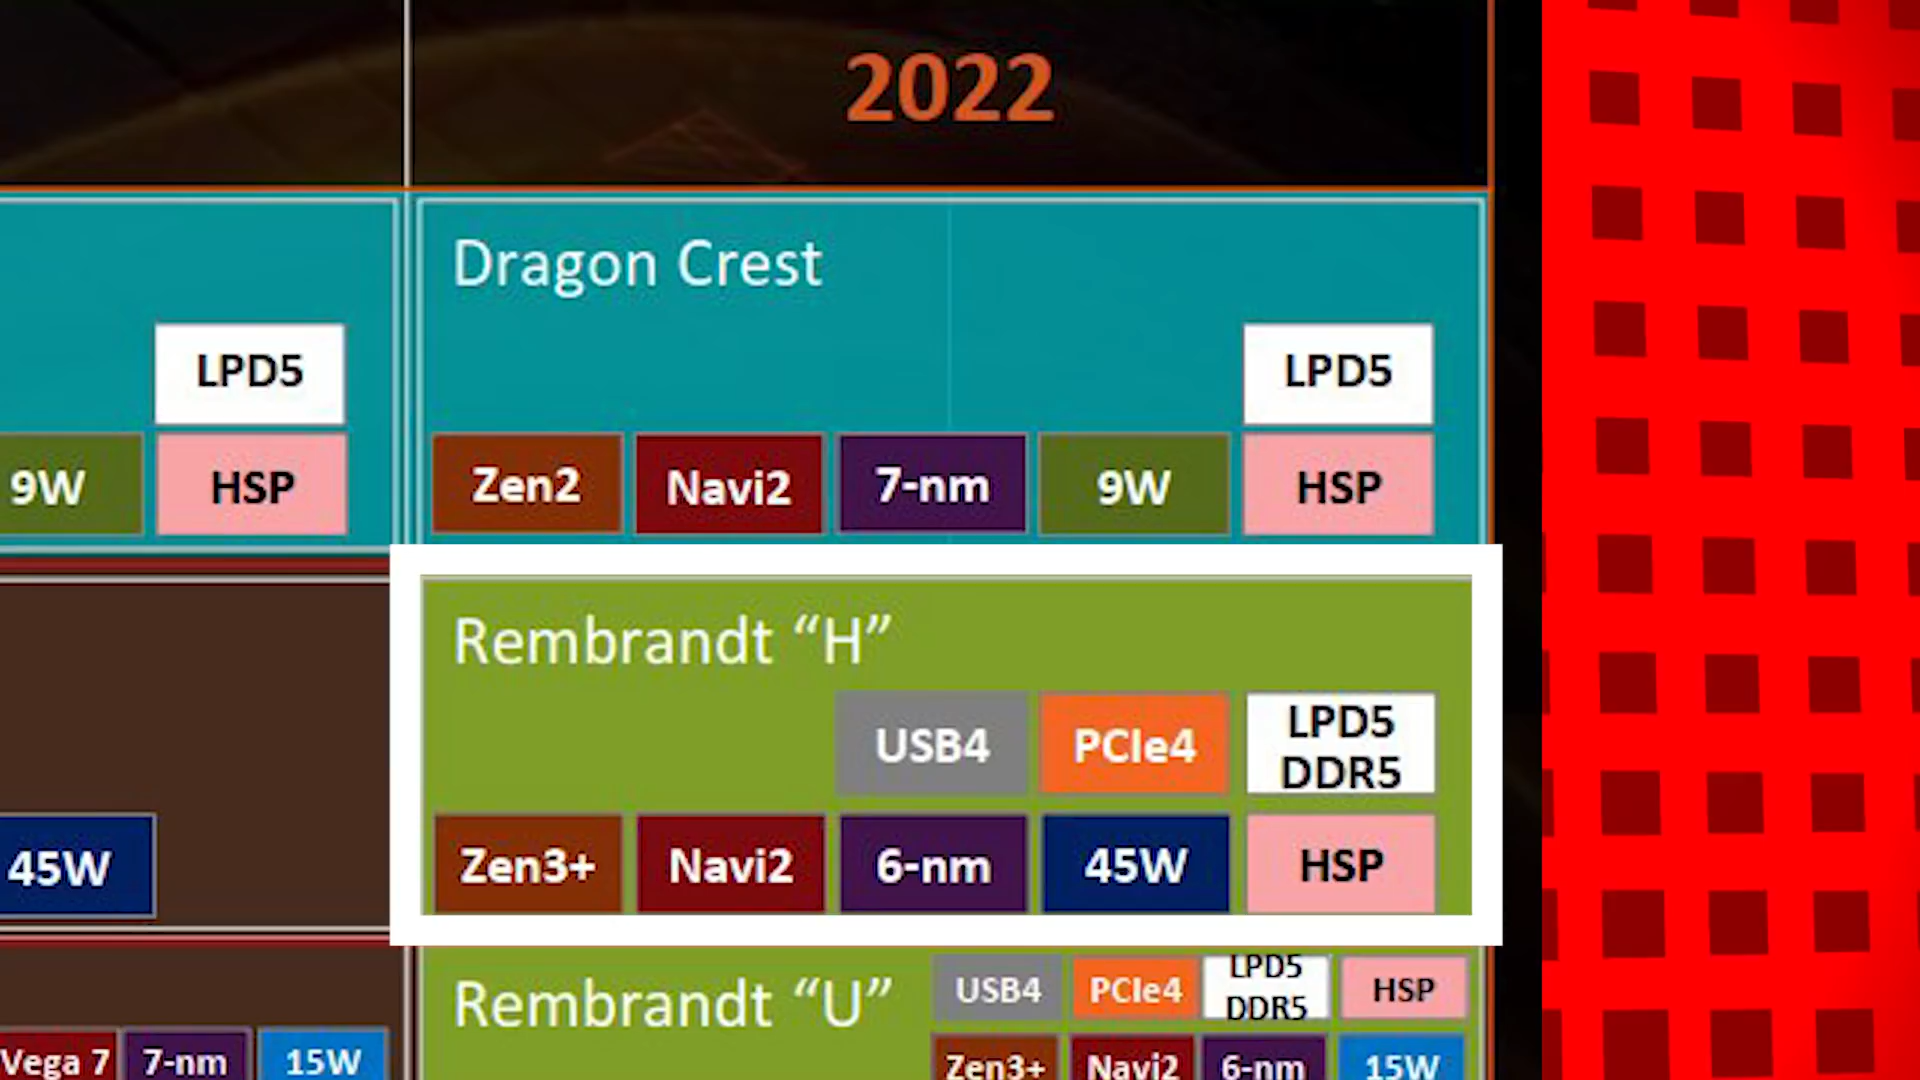 2022
Dragon Crest
LPD5
LPD5
9W
HSP
Zen2
Navi2
7-nm
9W
HSP
Rembrandt “H”
USB4
PCIe4
LPD5
DDR5
45W
Zen3+
Navi2
6-nm
45W
HSP
Rembrandt “U”
USB4
PCIe4
LPD5
DDR5
HSP
Vega 7
7-nm
15W
Zen3+
Navi2
6-nm
15W